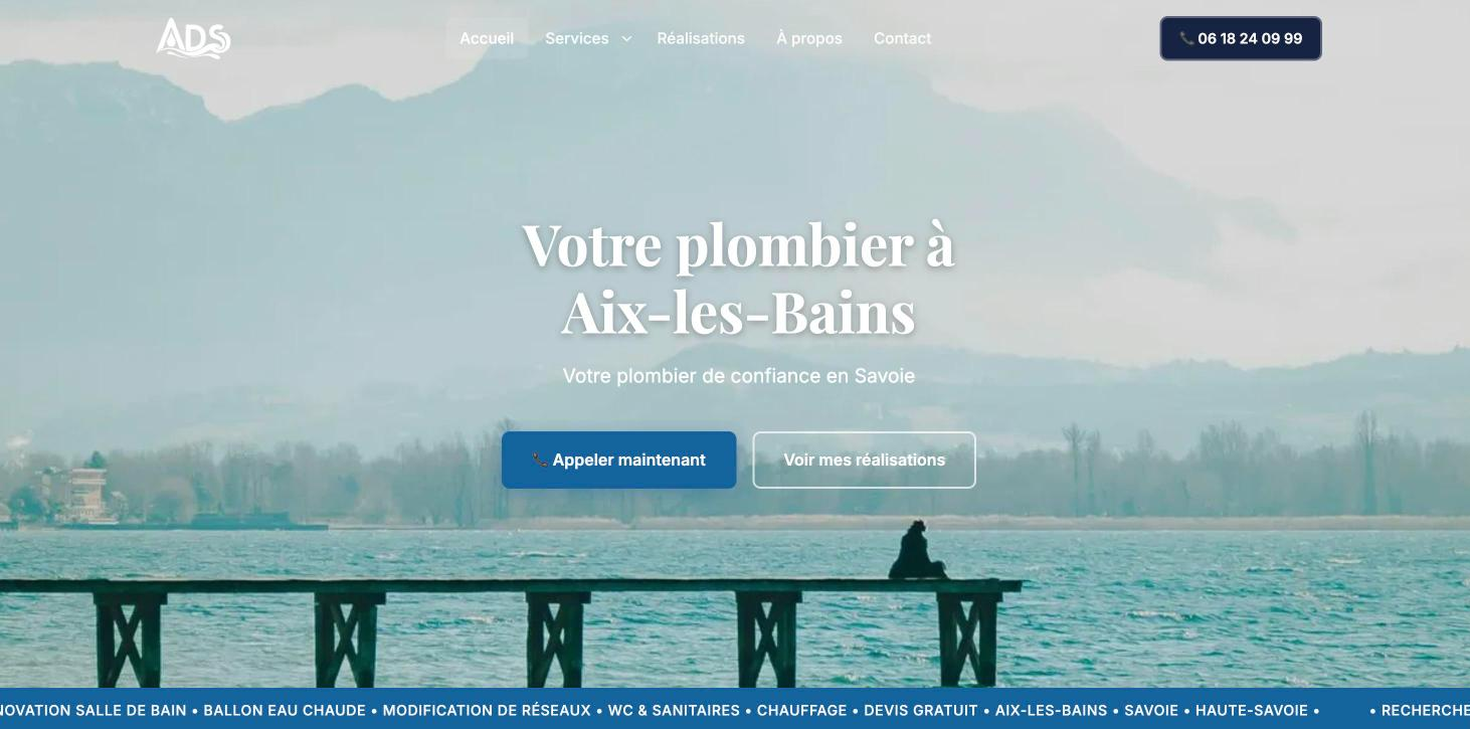 ADS
Accueil
Services
Réalisations
À propos
Contact
06 18 24 09 99
Votre plombier à
Aix-les-Bains
Votre plombier de confiance en Savoie
Appeler maintenant
Voir mes réalisations
NOVATION SALLE DE BAIN • BALLON EAU CHAUDE • MODIFICATION DE RÉSEAUX • WC & SANITAIRES • CHAUFFAGE • DEVIS GRATUIT • AIX-LES-BAINS • SAVOIE • HAUTE-SAVOIE • • RECHERCHE